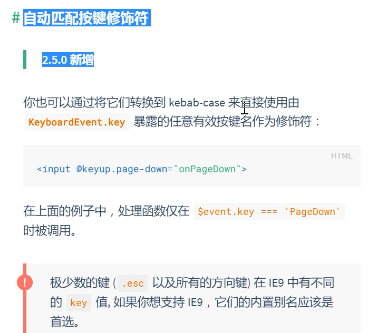 # 自动匹配按键修饰符
2.5.0 新增
你也可以通过将它们转换到 kebab-case 来直接使用由
KeyboardEvent.key 暴露的任意有效按键名作为修饰符：
HTML
<input @keyup.page-down="onPageDown">
在上面的例子中，处理函数仅在 $event.key === 'PageDown'
时被调用。
!
极少数的键 ( .esc 以及所有的方向键) 在 IE9 中有不同
的 key 值, 如果你想支持 IE9，它们的内置别名应该是
首选。